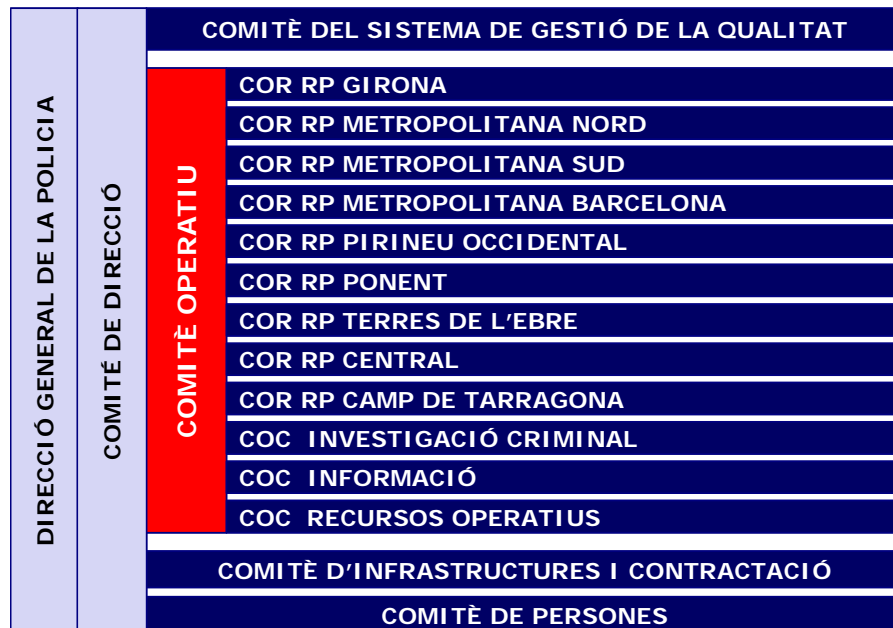 DIRECCIÓ GENERAL DE LA POLICIA
COMITÉ DE DIRECCIÓ
COMITÈ DEL SISTEMA DE GESTIÓ DE LA QUALITAT
COMITÈ OPERATIU
COR RP GIRONA
COR RP METROPOLITANA NORD
COR RP METROPOLITANA SUD
COR RP METROPOLITANA BARCELONA
COR RP PIRINEU OCCIDENTAL
COR RP PONENT
COR RP TERRES DE L'EBRE
COR RP CENTRAL
COR RP CAMP DE TARRAGONA
COC INVESTIGACIÓ CRIMINAL
COC INFORMACIÓ
COC RECURSOS OPERATIUS
COMITÈ D'INFRASTRUCTURES I CONTRACTACIÓ
COMITÈ DE PERSONES